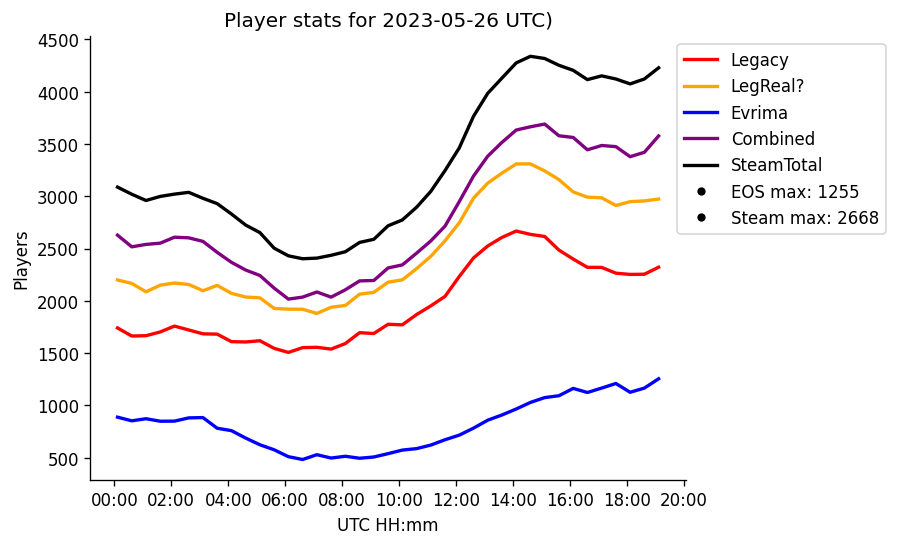 Player stats for 2023-05-26 UTC)
4500
4000
3500
3000
2500
2000
1500
1000
500
Players
00:00 02:00 04:00 06:00 08:00 10:00 12:00 14:00 16:00 18:00 20:00
UTC HH:mm
Legacy
LegReal?
Evrima
Combined
SteamTotal
EOS max: 1255
Steam max: 2668